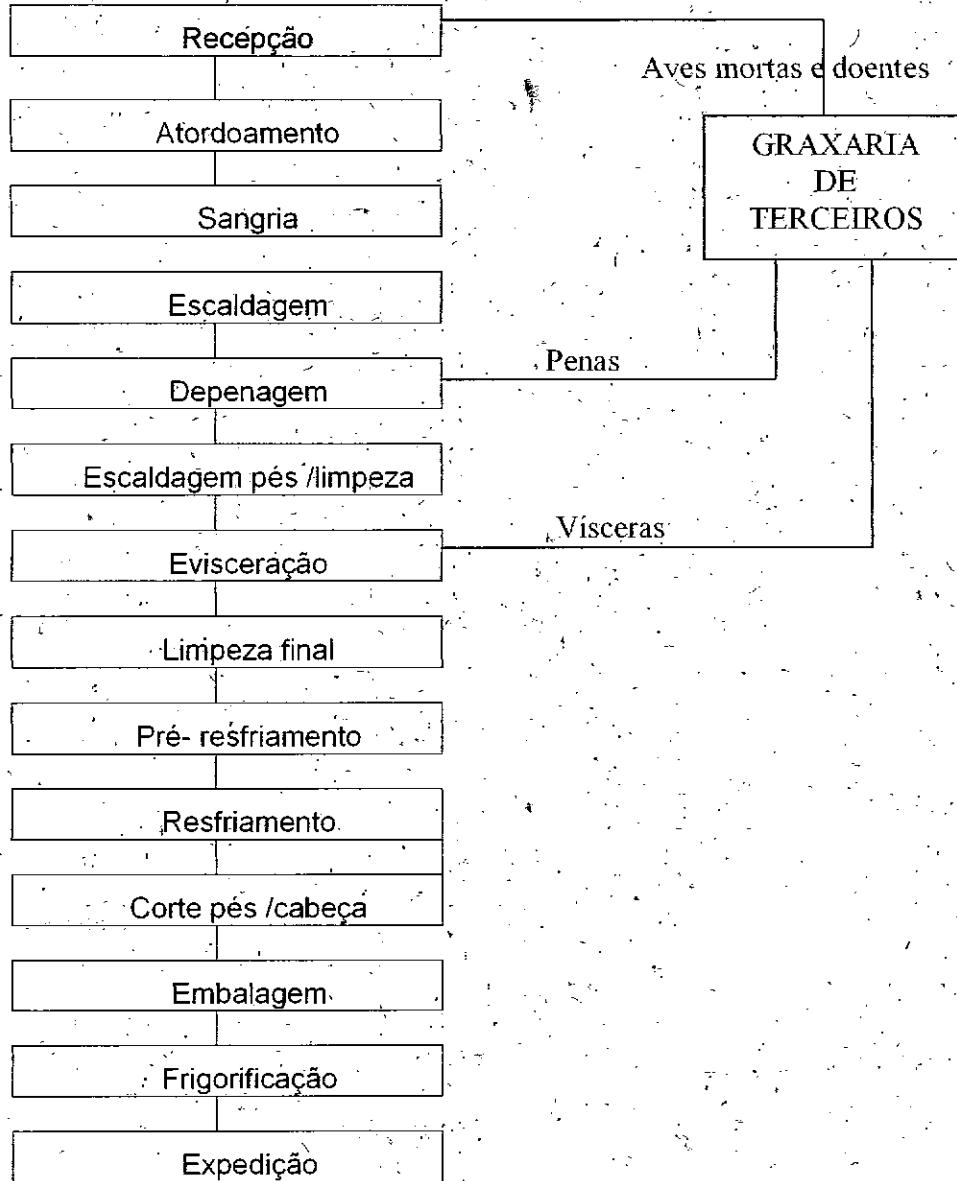 Recepção
Aves mortas e doentes
Atordoamento
GRAXARIA
DE
TERCEIROS
Sangria
Escaldagem
Penas
Depenagem
Escaldagem pés /limpeza
Vísceras
Evisceração
Limpeza final
Pré- resfriamento
Resfriamento
Corte pés /cabeça
Embalagem
Frigorificação
Expedição